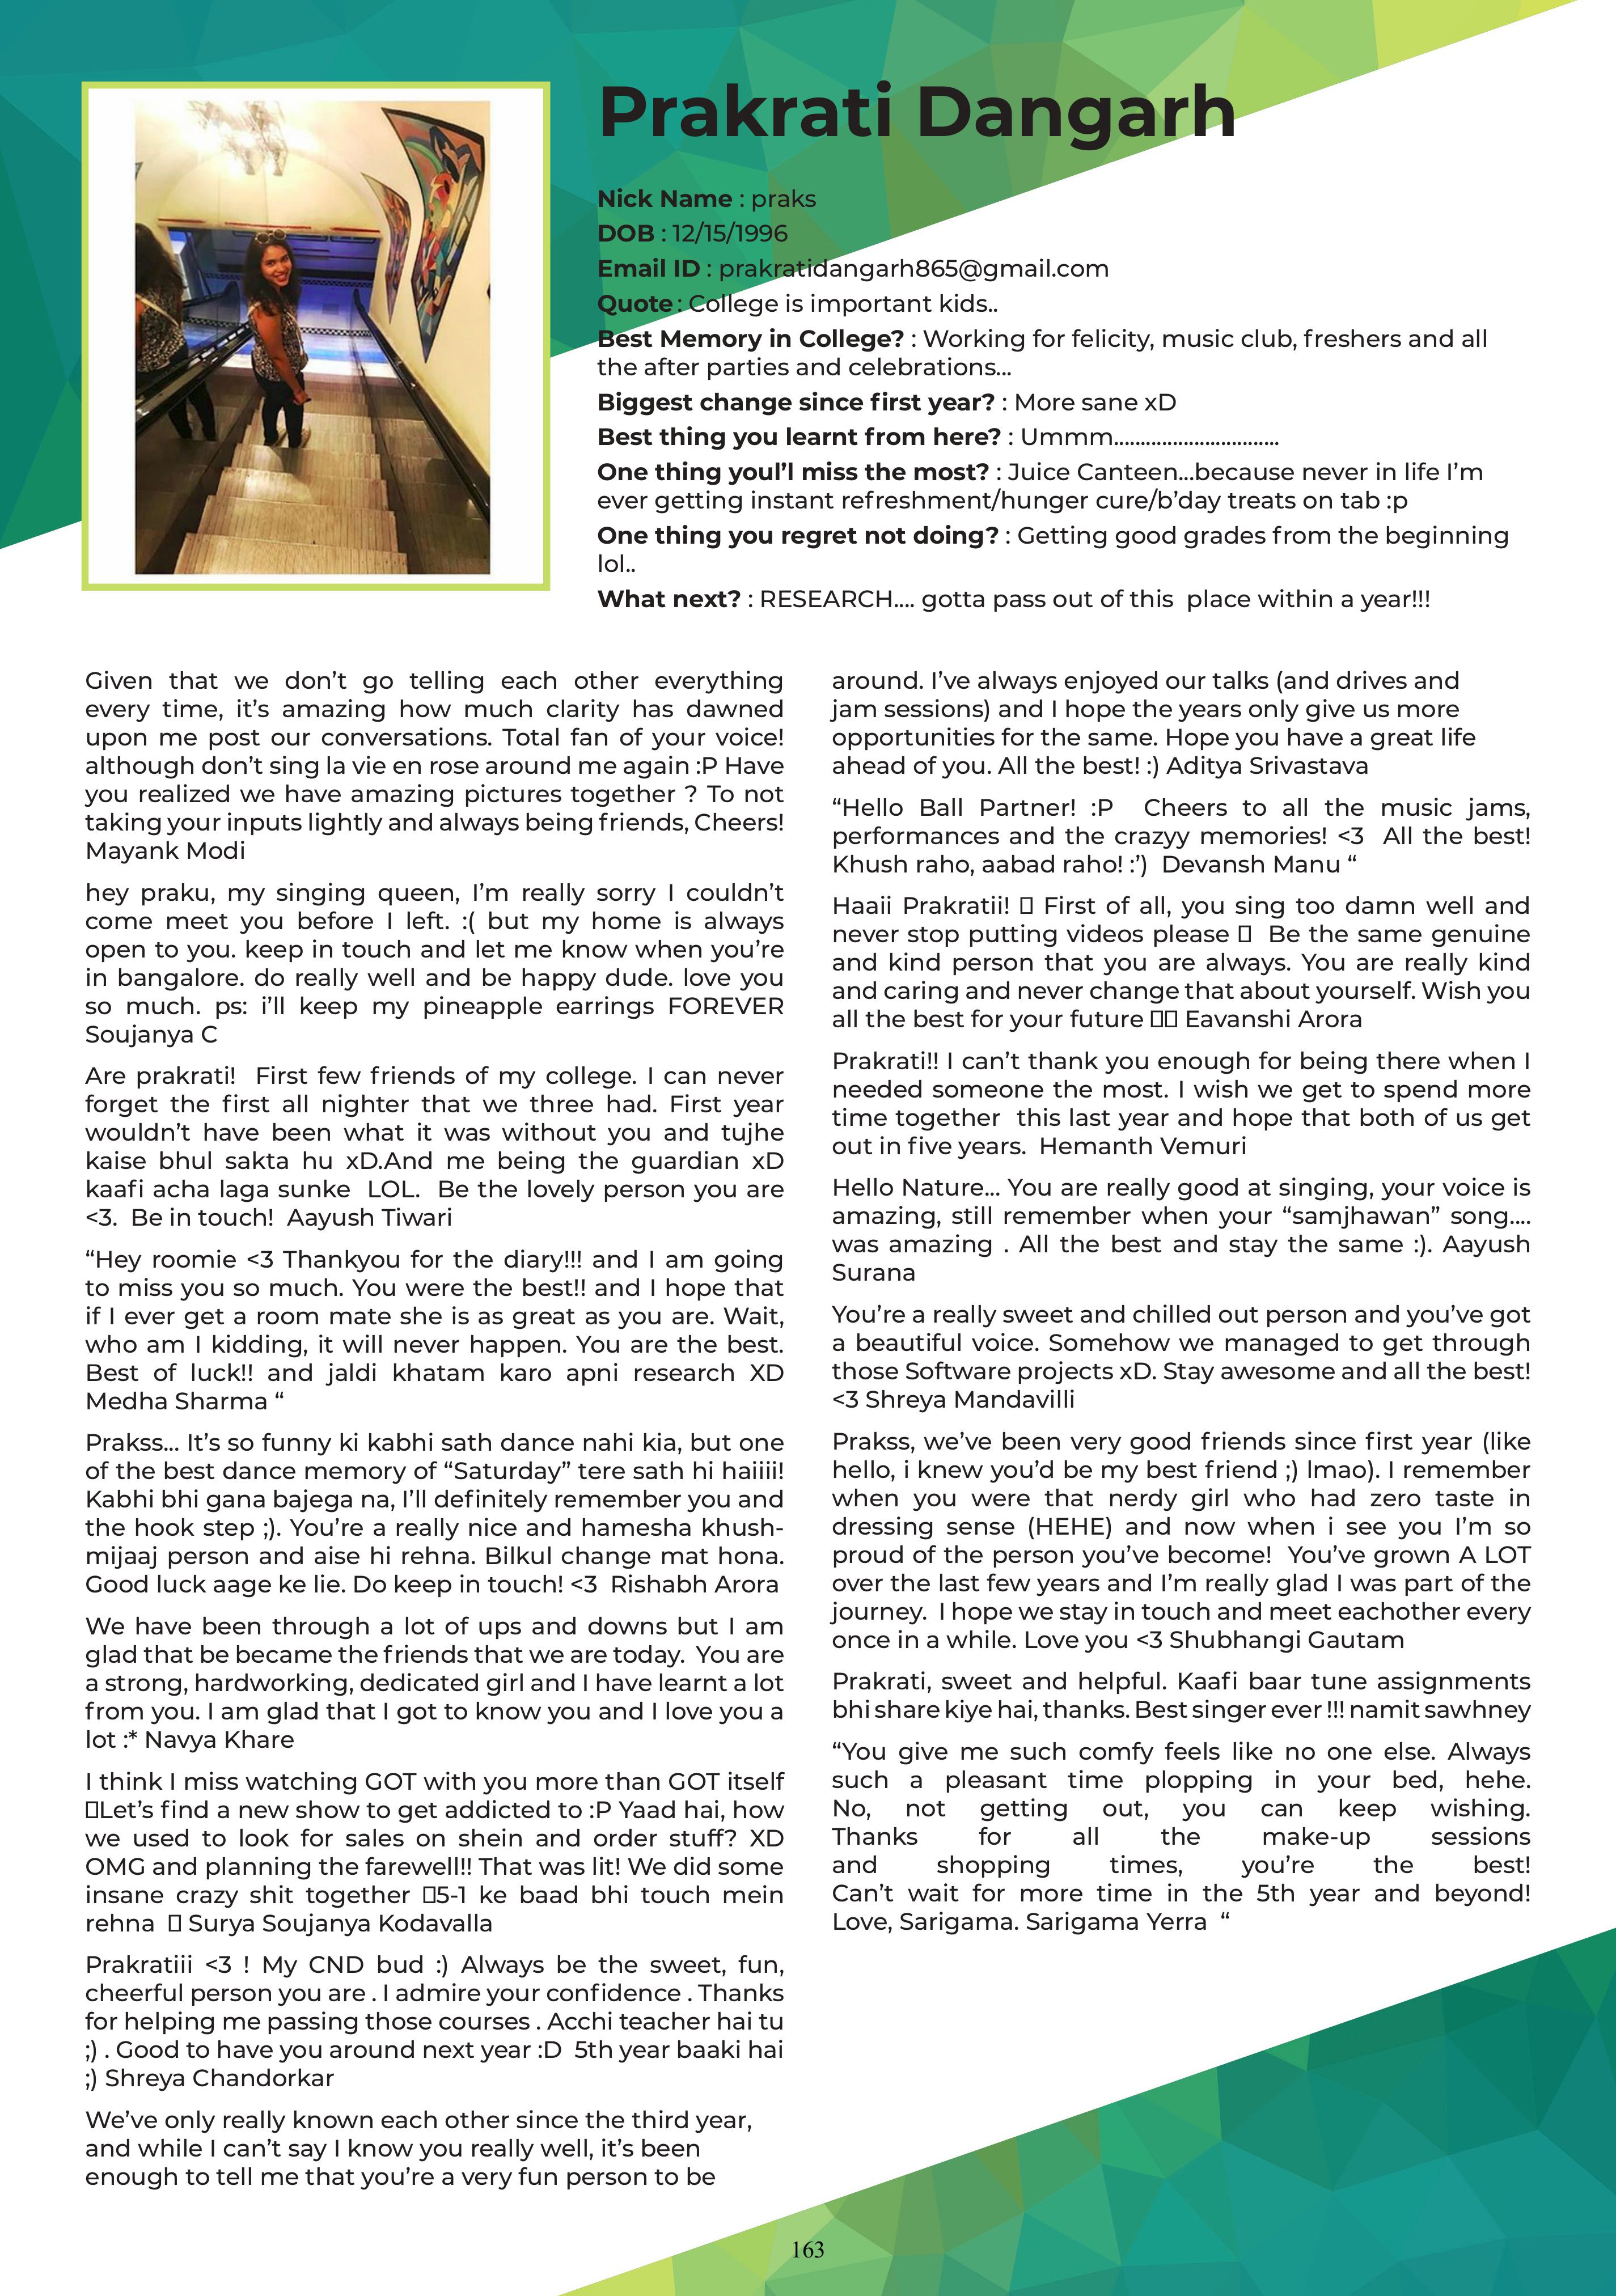 Prakrati Dangarh
Nick Name : praks
DOB : 12/15/1996
Email ID : prakratidangarh865@gmail.com
Quote : College is important kids..
Best Memory in College? : Working for felicity, music club, freshers and all
the after parties and celebrations...
Biggest change since first year? : More sane xD
Best thing you learnt from here? : Ummm...............................
One thing youl’l miss the most? : Juice Canteen...because never in life I’m
ever getting instant refreshment/hunger cure/b’day treats on tab :p
One thing you regret not doing? : Getting good grades from the beginning
lol..
What next? : RESEARCH.... gotta pass out of this  place within a year!!!
Given that we don’t go telling each other everything
every time, it’s amazing how much clarity has dawned
upon me post our conversations. Total fan of your voice!
although don’t sing la vie en rose around me again :P Have
you realized we have amazing pictures together ? To not
taking your inputs lightly and always being friends, Cheers!
Mayank Modi
hey praku, my singing queen, I’m really sorry I couldn’t
come meet you before I left. :( but my home is always
open to you. keep in touch and let me know when you’re
in bangalore. do really well and be happy dude. love you
so much. ps: i’ll keep my pineapple earrings FOREVER
Soujanya C
Are prakrati!  First few friends of my college. I can never
forget the first all nighter that we three had. First year
wouldn’t have been what it was without you and tujhe
kaise bhul sakta hu xD.And me being the guardian xD
kaafi acha laga sunke  LOL.  Be the lovely person you are
<3.  Be in touch!  Aayush Tiwari
“Hey roomie <3 Thankyou for the diary!!! and I am going
to miss you so much. You were the best!! and I hope that
if I ever get a room mate she is as great as you are. Wait,
who am I kidding, it will never happen. You are the best.
Best of luck!! and jaldi khatam karo apni research XD
Medha Sharma “
Prakss... It’s so funny ki kabhi sath dance nahi kia, but one
of the best dance memory of “Saturday” tere sath hi haiiii!
Kabhi bhi gana bajega na, I’ll definitely remember you and
the hook step ;). You’re a really nice and hamesha khush-
mijaaj person and aise hi rehna. Bilkul change mat hona.
Good luck aage ke lie. Do keep in touch! <3  Rishabh Arora
We have been through a lot of ups and downs but I am
glad that be became the friends that we are today.  You are
a strong, hardworking, dedicated girl and I have learnt a lot
from you. I am glad that I got to know you and I love you a
lot :* Navya Khare
I think I miss watching GOT with you more than GOT itself
Let’s find a new show to get addicted to :P Yaad hai, how
we used to look for sales on shein and order stuff? XD
OMG and planning the farewell!! That was lit! We did some
insane crazy shit together 5-1 ke baad bhi touch mein
rehna  Surya Soujanya Kodavalla
Prakratiii <3 ! My CND bud :) Always be the sweet, fun,
cheerful person you are . I admire your confidence . Thanks
for helping me passing those courses . Acchi teacher hai tu
;) . Good to have you around next year :D  5th year baaki hai
;) Shreya Chandorkar
We’ve only really known each other since the third year,
and while I can’t say I know you really well, it’s been
enough to tell me that you’re a very fun person to be
around. I’ve always enjoyed our talks (and drives and
jam sessions) and I hope the years only give us more
opportunities for the same. Hope you have a great life
ahead of you. All the best! :) Aditya Srivastava
“Hello Ball Partner! :P  Cheers to all the music jams,
performances and the crazyy memories! <3  All the best!
Khush raho, aabad raho! :’)  Devansh Manu “
Haaii Prakratii! First of all, you sing too damn well and
never stop putting videos please  Be the same genuine
and kind person that you are always. You are really kind
and caring and never change that about yourself. Wish you
all the best for your future Eavanshi Arora
Prakrati!! I can’t thank you enough for being there when I
needed someone the most. I wish we get to spend more
time together  this last year and hope that both of us get
out in five years.  Hemanth Vemuri
Hello Nature... You are really good at singing, your voice is
amazing, still remember when your “samjhawan” song....
was amazing . All the best and stay the same :). Aayush
Surana
You’re a really sweet and chilled out person and you’ve got
a beautiful voice. Somehow we managed to get through
those Software projects xD. Stay awesome and all the best!
<3 Shreya Mandavilli
Prakss, we’ve been very good friends since first year (like
hello, i knew you’d be my best friend ;) lmao). I remember
when you were that nerdy girl who had zero taste in
dressing sense (HEHE) and now when i see you I’m so
proud of the person you’ve become!  You’ve grown A LOT
over the last few years and I’m really glad I was part of the
journey.  I hope we stay in touch and meet eachother every
once in a while. Love you <3 Shubhangi Gautam
Prakrati, sweet and helpful. Kaafi baar tune assignments
bhi share kiye hai, thanks. Best singer ever !!! namit sawhney
“You give me such comfy feels like no one else. Always
such a pleasant time plopping in your bed, hehe.
No, not getting out, you can keep wishing.
Thanks for all the make-up sessions
and shopping times, you’re the best!
Can’t wait for more time in the 5th year and beyond!
Love, Sarigama. Sarigama Yerra  “
163